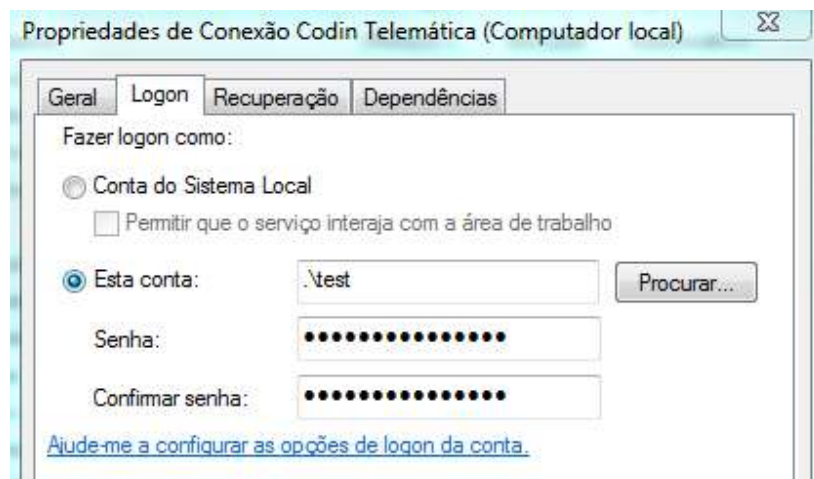 Propriedades de Conexão Codin Telemática (Computador local)
Geral Logon Recuperação Dependências
Fazer logon como:
Conta do Sistema Local
Permitir que o serviço interaja com a área de trabalho
Esta conta: .\test Procurar...
Senha: •••••••••••••••
Confirmar senha: •••••••••••••••
Ajude-me a configurar as opções de logon da conta.